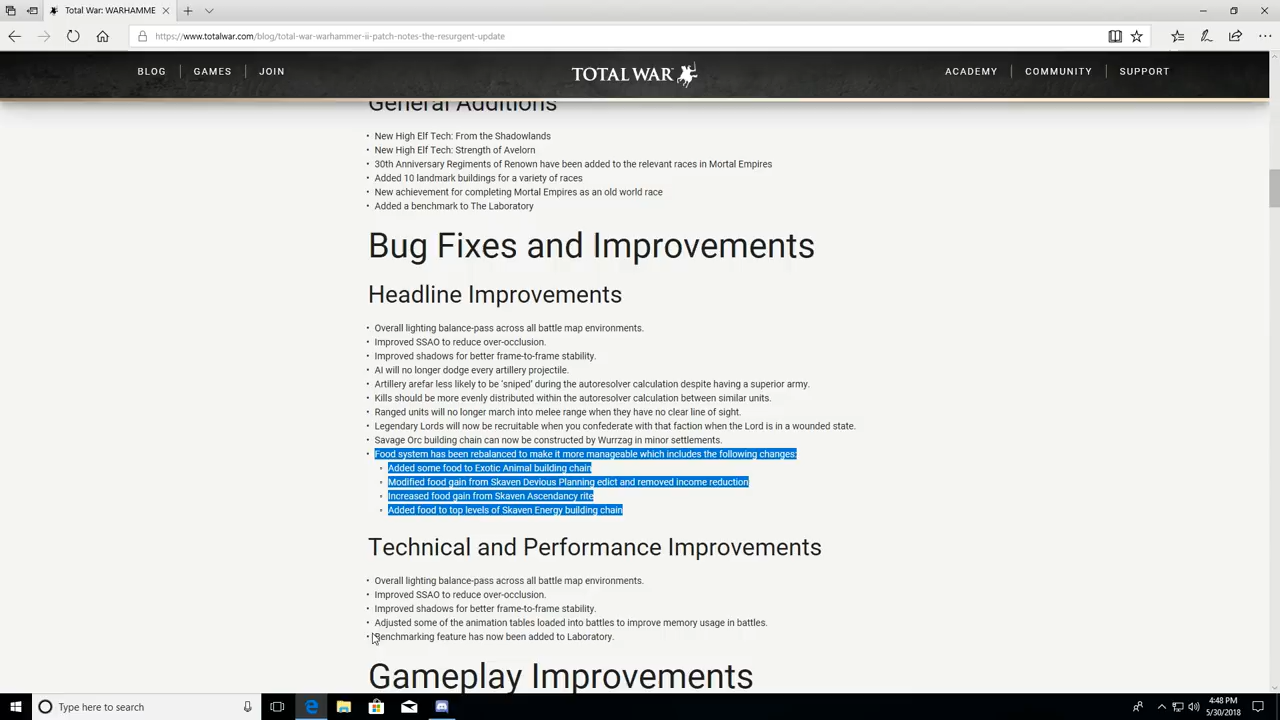 Total War: WARHAMME
https://www.totalwar.com/blog/total-war-warhammer-ii-patch-notes-the-resurgent-update
BLOG GAMES JOIN TOTAL WAR ACADEMY COMMUNITY SUPPORT
General Additions
New High Elf Tech: From the Shadowlands
New High Elf Tech: Strength of Avelorn
30th Anniversary Regiments of Renown have been added to the relevant races in Mortal Empires
Added 10 landmark buildings for a variety of races
New achievement for completing Mortal Empires as an old world race
Added a benchmark to The Laboratory
Bug Fixes and Improvements
Headline Improvements
Overall lighting balance-pass across all battle map environments.
Improved SSAO to reduce over-occlusion.
Improved shadows for better frame-to-frame stability.
AI will no longer dodge every artillery projectile.
Artillery arefar less likely to be ‘sniped’ during the autoresolver calculation despite having a superior army.
Kills should be more evenly distributed within the autoresolver calculation between similar units.
Ranged units will no longer march into melee range when they have no clear line of sight.
Legendary Lords will now be recruitable when you confederate with that faction when the Lord is in a wounded state.
Savage Orc building chain can now be constructed by Wurrzag in minor settlements.
Food system has been rebalanced to make it more manageable which includes the following changes:
Added some food to Exotic Animal building chain
Modified food gain from Skaven Devious Planning edict and removed income reduction
Increased food gain from Skaven Ascendancy rite
Added food to top levels of Skaven Energy building chain
Technical and Performance Improvements
Overall lighting balance-pass across all battle map environments.
Improved SSAO to reduce over-occlusion.
Improved shadows for better frame-to-frame stability.
Adjusted some of the animation tables loaded into battles to improve memory usage in battles.
Benchmarking feature has now been added to Laboratory.
Gameplay Improvements
Type here to search
4:48 PM
5/30/2018